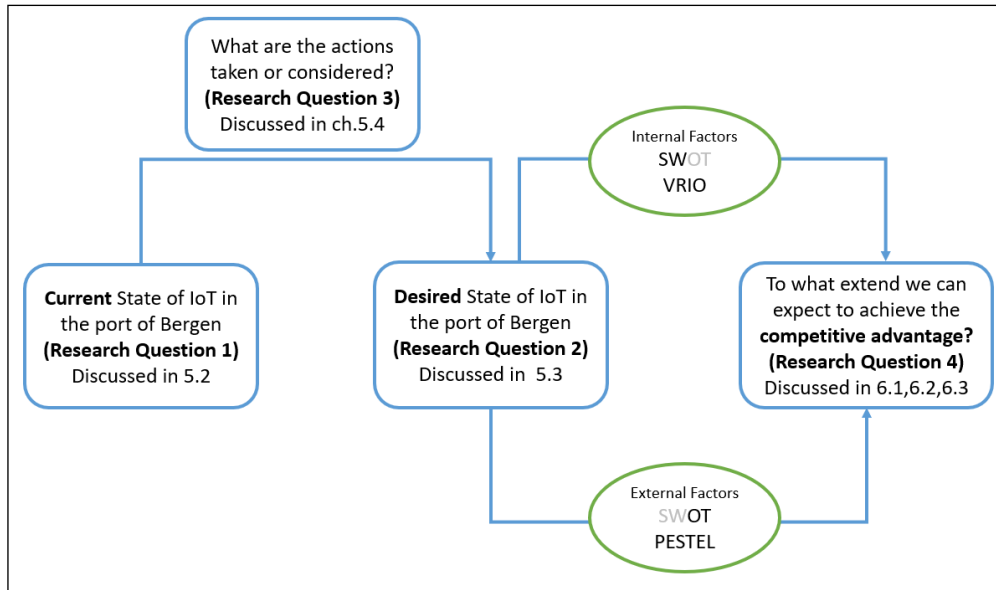 What are the actions
taken or considered?
(Research Question 3)
Discussed in ch.5.4
Internal Factors
SWOT
VRIO
Current State of IoT in
the port of Bergen
(Research Question 1)
Discussed in 5.2
Desired State of IoT in
the port of Bergen
(Research Question 2)
Discussed in 5.3
To what extend we can
expect to achieve the
competitive advantage?
(Research Question 4)
Discussed in 6.1,6.2,6.3
External Factors
SWOT
PESTEL